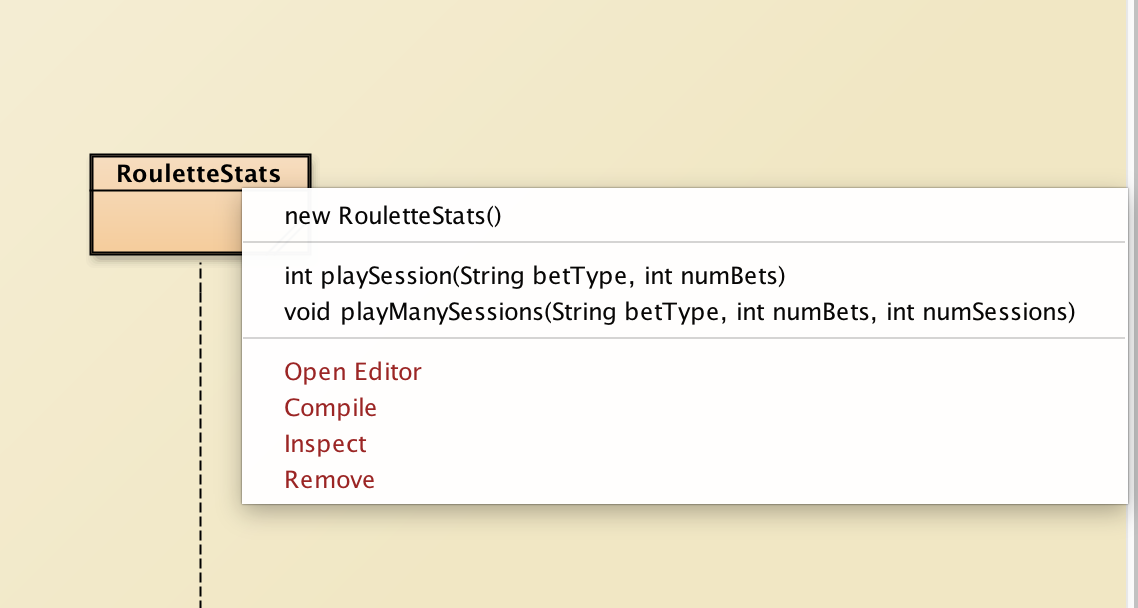 RouletteStats
new RouletteStats()
int playSession(String betType, int numBets)
void playManySessions(String betType, int numBets, int numSessions)
Open Editor
Compile
Inspect
Remove